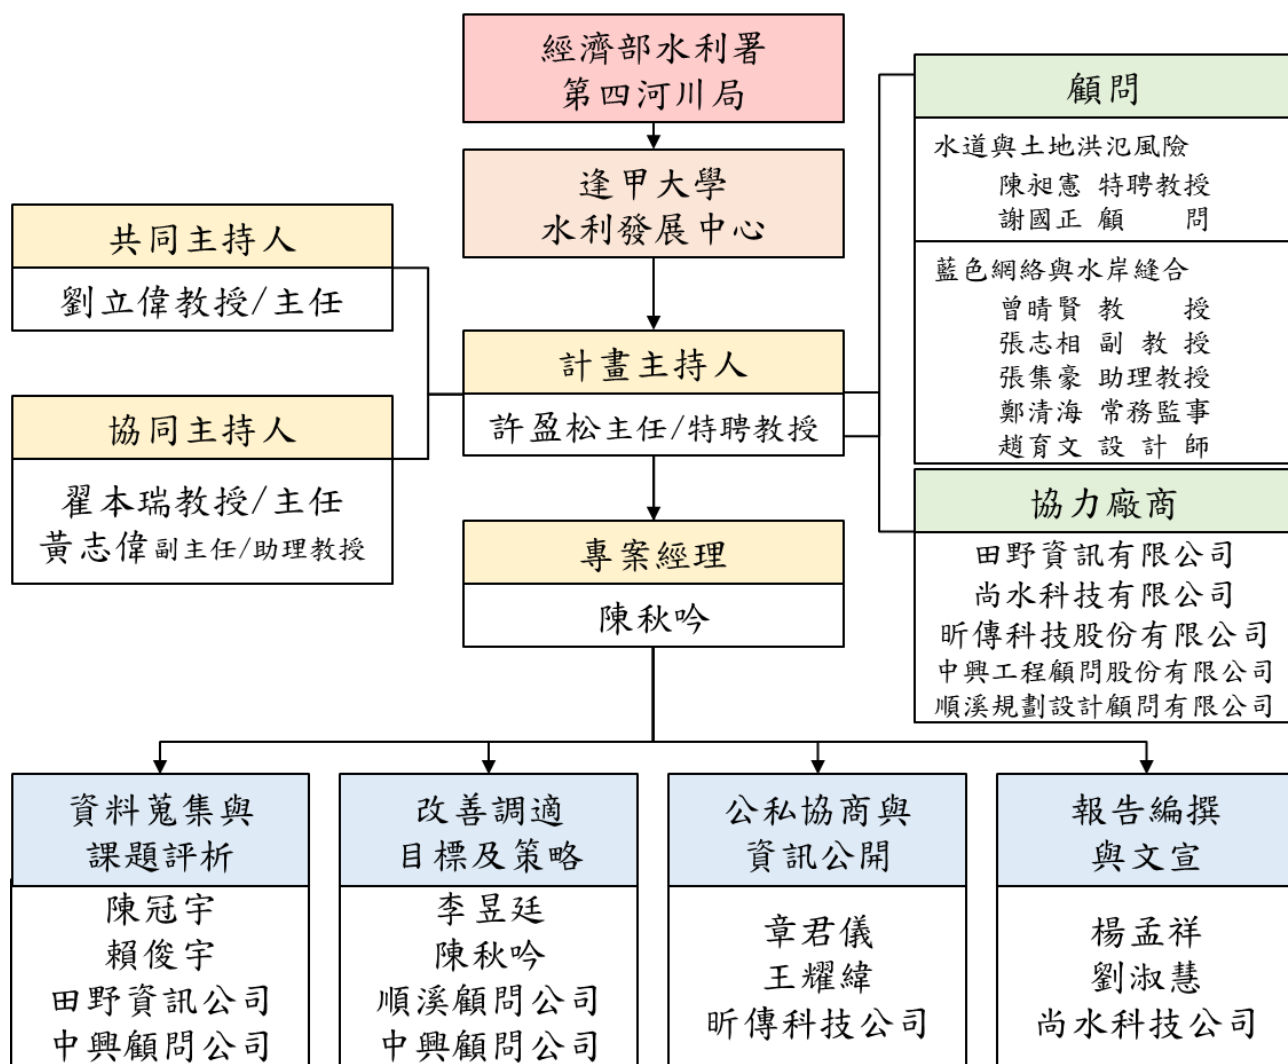 經濟部水利署
第四河川局
逢甲大學
水利發展中心
共同主持人
劉立偉教授/主任
協同主持人
翟本瑞教授/主任
黃志偉副主任/助理教授
計畫主持人
許盈松主任/特聘教授
專案經理
陳秋吟
顧問
水道與土地洪氾風險
陳昶憲 特聘教授
謝國正 顧 問
藍色網絡與水岸縫合
曾晴賢 教 授
張志相 副 教 授
張集豪 助理教授
鄭清海 常務監事
趙育文 設 計 師
協力廠商
田野資訊有限公司
尚水科技有限公司
昕傳科技股份有限公司
中興工程顧問股份有限公司
順溪規劃設計顧問有限公司
資料蒐集與
課題評析
陳冠宇
賴俊宇
田野資訊公司
中興顧問公司
改善調適
目標及策略
李昱廷
陳秋吟
順溪顧問公司
中興顧問公司
公私協商與
資訊公開
章君儀
王耀緯
昕傳科技公司
報告編撰
與文宣
楊孟祥
劉淑慧
尚水科技公司